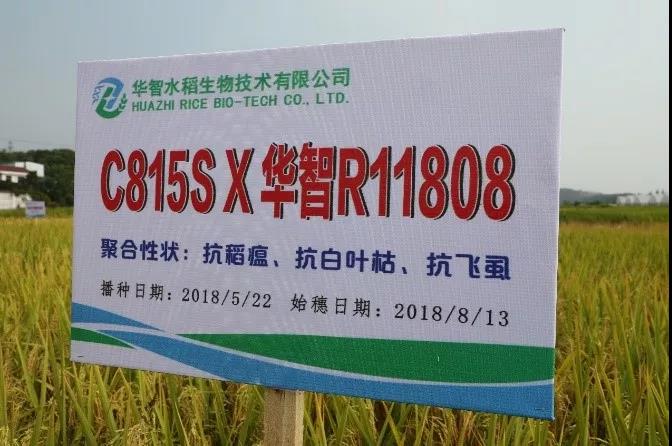 华智水稻生物技术有限公司
HUAZHI RICE BIO-TECH CO., LTD.
C815S X 华智R11808
聚合性状：抗稻瘟、抗白叶枯、抗飞虱
播种日期：2018/5/22 始穗日期：2018/8/13